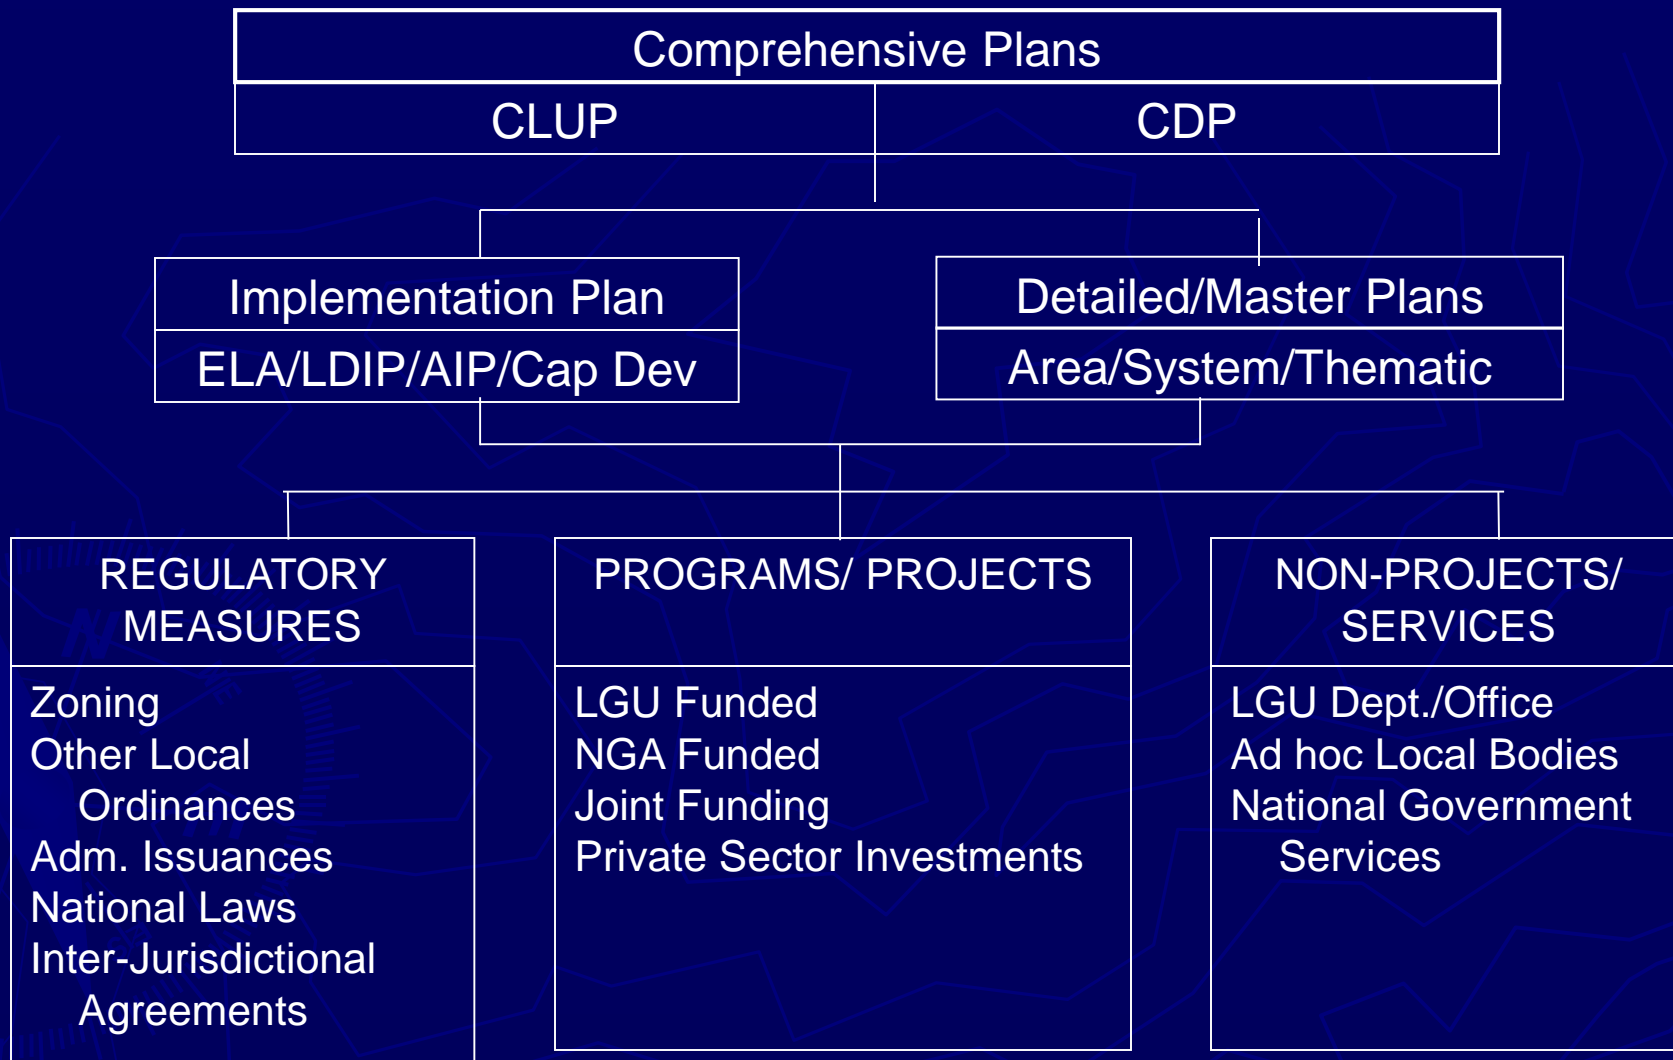 Comprehensive Plans
CLUP
CDP
Implementation Plan
ELA/LDIP/AIP/Cap Dev
Detailed/Master Plans
Area/System/Thematic
REGULATORY
MEASURES
Zoning
Other Local
Ordinances
Adm. Issuances
National Laws
Inter-Jurisdictional
Agreements
PROGRAMS/ PROJECTS
LGU Funded
NGA Funded
Joint Funding
Private Sector Investments
NON-PROJECTS/
SERVICES
LGU Dept./Office
Ad hoc Local Bodies
National Government
Services